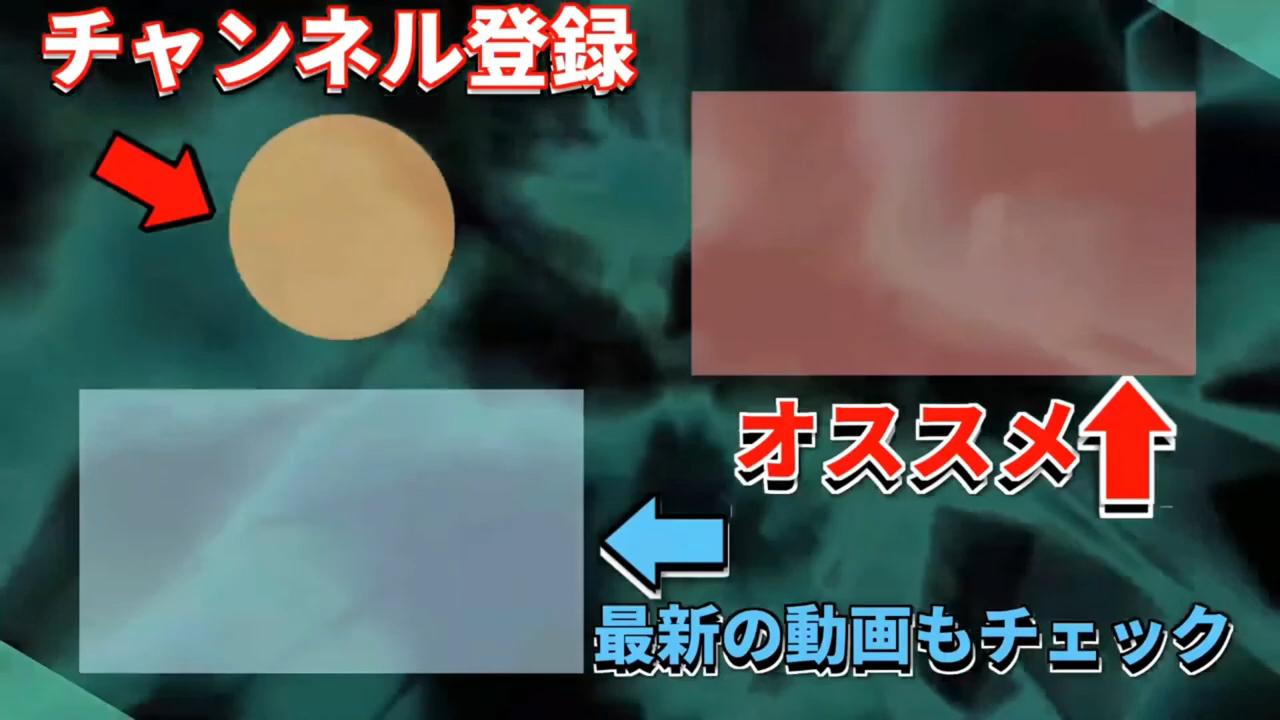 チャンネル登録
オススメ
最新の動画もチェック